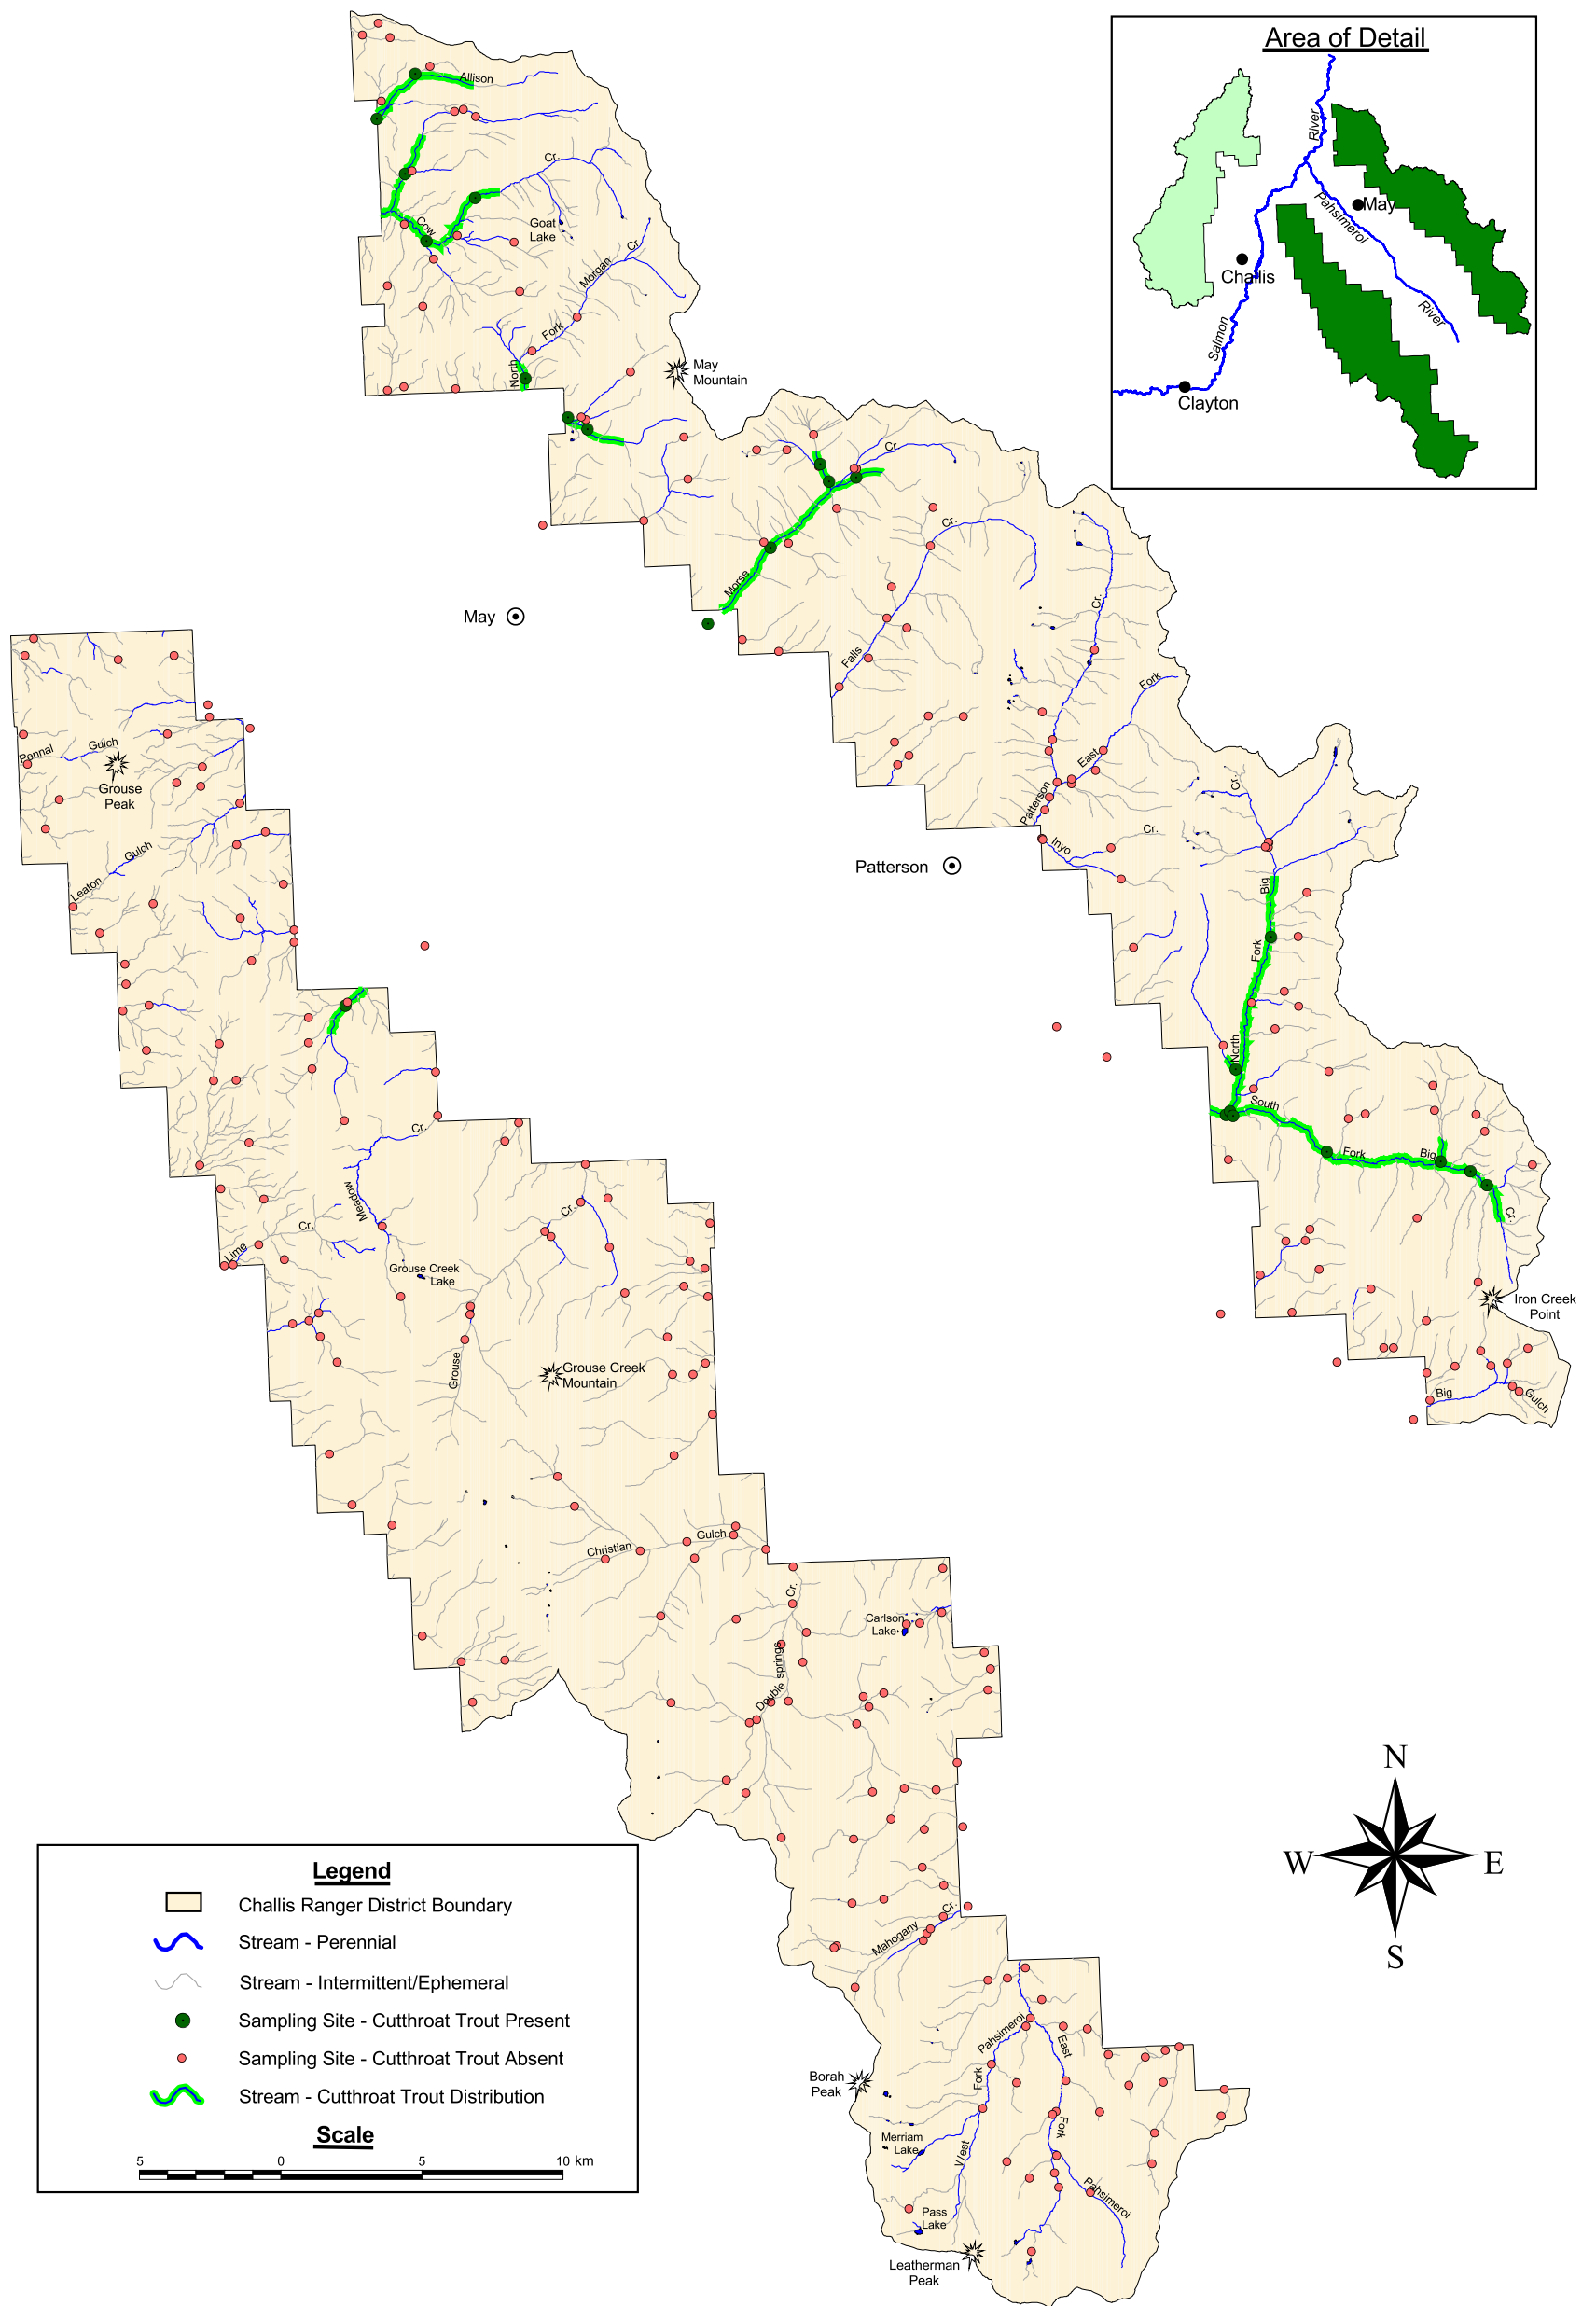 Area of Detail
River
Pahsimeroi
May
Challis
Salmon
River
Clayton
Allison
Cr.
Cow
Goat
Lake
Cr.
Morgan
Fork
North
May
Mountain
Cr.
Morse
Cr.
Falls
May
Cr.
Fork
East
Patterson
Inyo
Cr.
Cr.
Patterson
Big
Fork
North
South
Fork
Big
Cr.
Iron Creek
Point
Big
Gulch
Pennal
Gulch
Grouse
Peak
Gulch
Leaton
Cr.
Meadow
Cr.
Lime
Cr.
Grouse Creek
Lake
Grouse
Grouse Creek
Mountain
Christian
Gulch
Cr.
springs
Double
Carlson
Lake
Mahogany
Cr.
Pahsimeroi
East
Fork
Fork
West
Pahsimeroi
Borah
Peak
Merriam
Lake
Pass
Lake
Leatherman
Peak
N
W
E
S
Legend
Challis Ranger District Boundary
Stream - Perennial
Stream - Intermittent/Ephemeral
Sampling Site - Cutthroat Trout Present
Sampling Site - Cutthroat Trout Absent
Stream - Cutthroat Trout Distribution
Scale
5 0 5 10 km